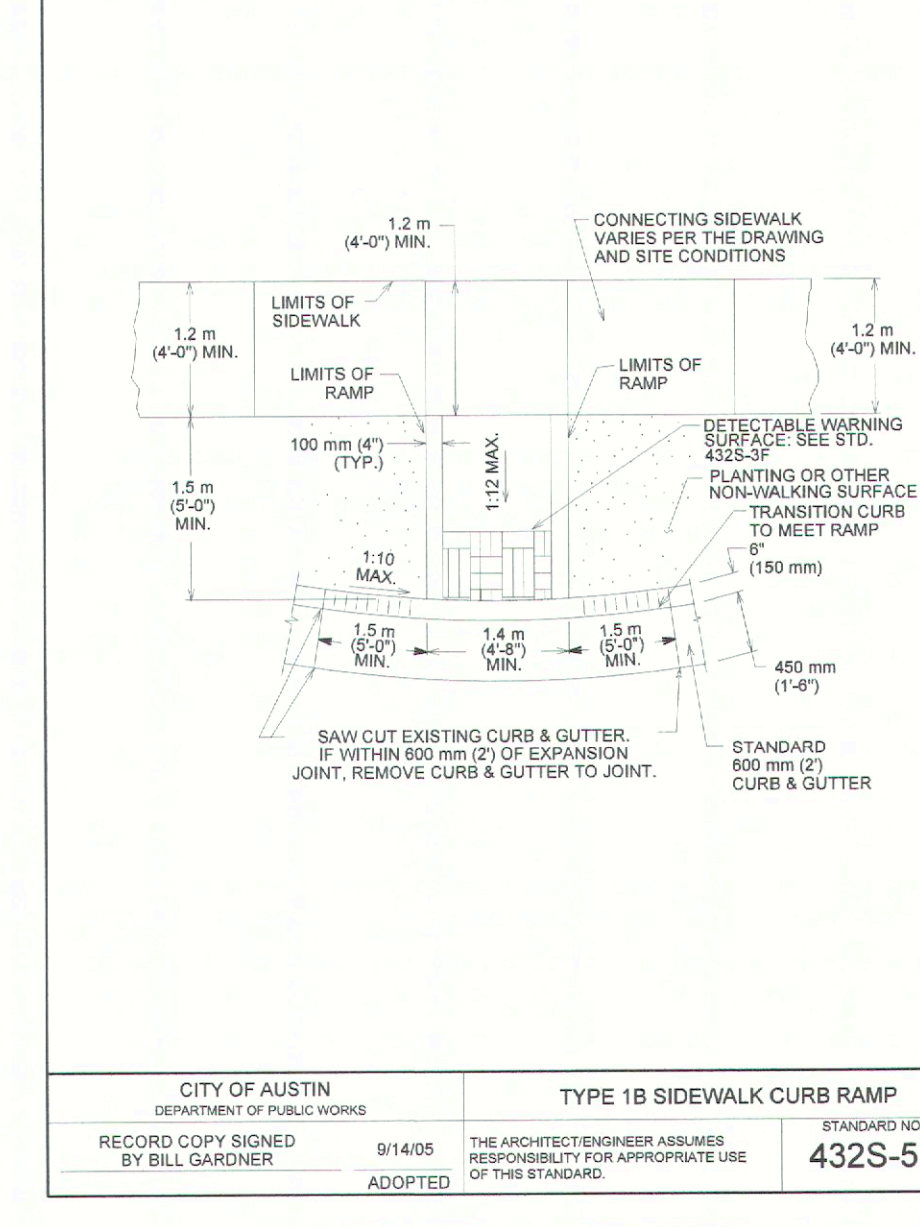 1.2 m
(4'-0") MIN.
CONNECTING SIDEWALK
VARIES PER THE DRAWING
AND SITE CONDITIONS
LIMITS OF
SIDEWALK
1.2 m
(4'-0") MIN.
1.2 m
(4'-0") MIN.
LIMITS OF
RAMP
LIMITS OF
RAMP
100 mm (4")
(TYP.)
1:12 MAX.
DETECTABLE WARNING
SURFACE: SEE STD.
432S-3F
PLANTING OR OTHER
NON-WALKING SURFACE
TRANSITION CURB
TO MEET RAMP
1.5 m
(5'-0")
MIN.
6"
(150 mm)
1:10
MAX.
1.5 m
(5'-0")
MIN.
1.4 m
(4'-8")
MIN.
1.5 m
(5'-0")
MIN.
450 mm
(1'-6")
SAW CUT EXISTING CURB & GUTTER.
IF WITHIN 600 mm (2') OF EXPANSION
JOINT, REMOVE CURB & GUTTER TO JOINT.
STANDARD
600 mm (2')
CURB & GUTTER
CITY OF AUSTIN
DEPARTMENT OF PUBLIC WORKS
TYPE 1B SIDEWALK CURB RAMP
RECORD COPY SIGNED
BY BILL GARDNER
9/14/05
ADOPTED
THE ARCHITECT/ENGINEER ASSUMES
RESPONSIBILITY FOR APPROPRIATE USE
OF THIS STANDARD.
STANDARD NO
432S-5